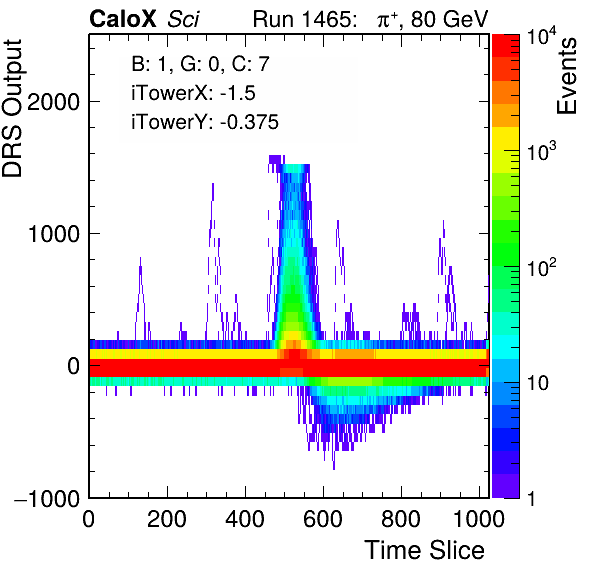 CaloX Sci Run 1465: π⁺, 80 GeV
B: 1, G: 0, C: 7
iTowerX: -1.5
iTowerY: -0.375
DRS Output
2000
1000
0
−1000
0 200 400 600 800 1000
Time Slice
Events
10⁴
10³
10²
10
1